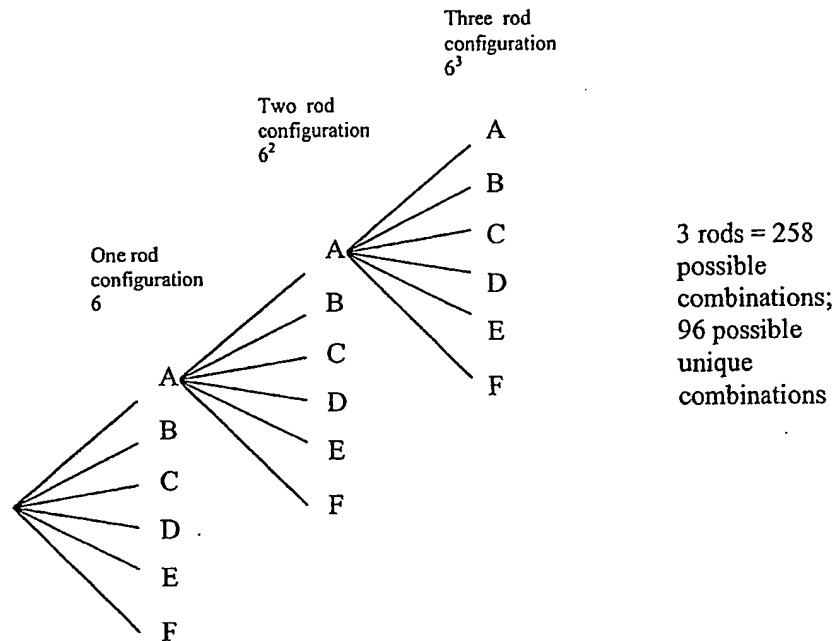 Three rod
configuration
6³
Two rod
configuration
6²
One rod
configuration
6
A
B
C
D
E
F
A
B
C
D
E
F
A
B
C
D
E
F
3 rods = 258
possible
combinations;
96 possible
unique
combinations